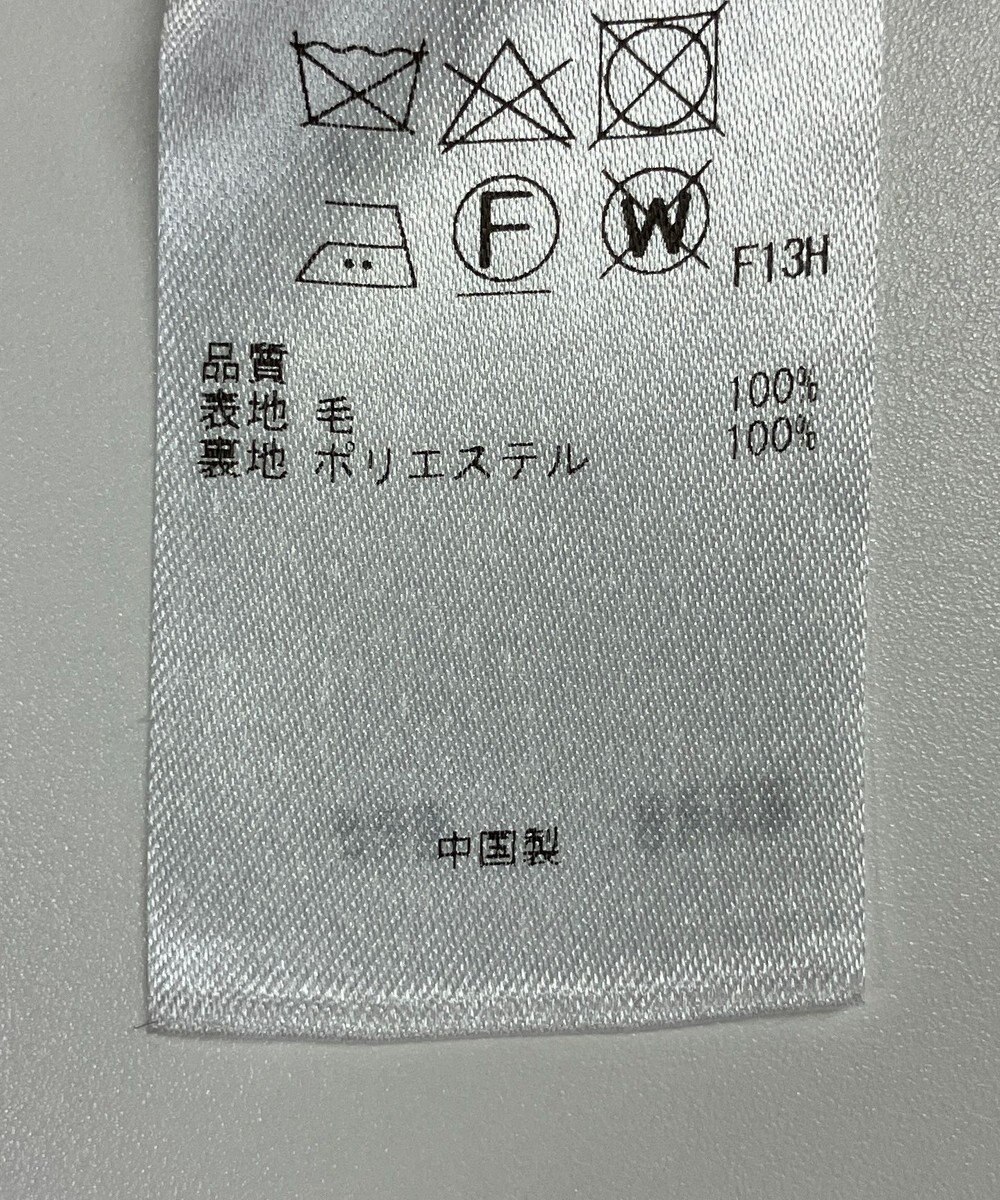 F W F13H
品質
表地 毛 100%
裏地 ポリエステル 100%
中国製